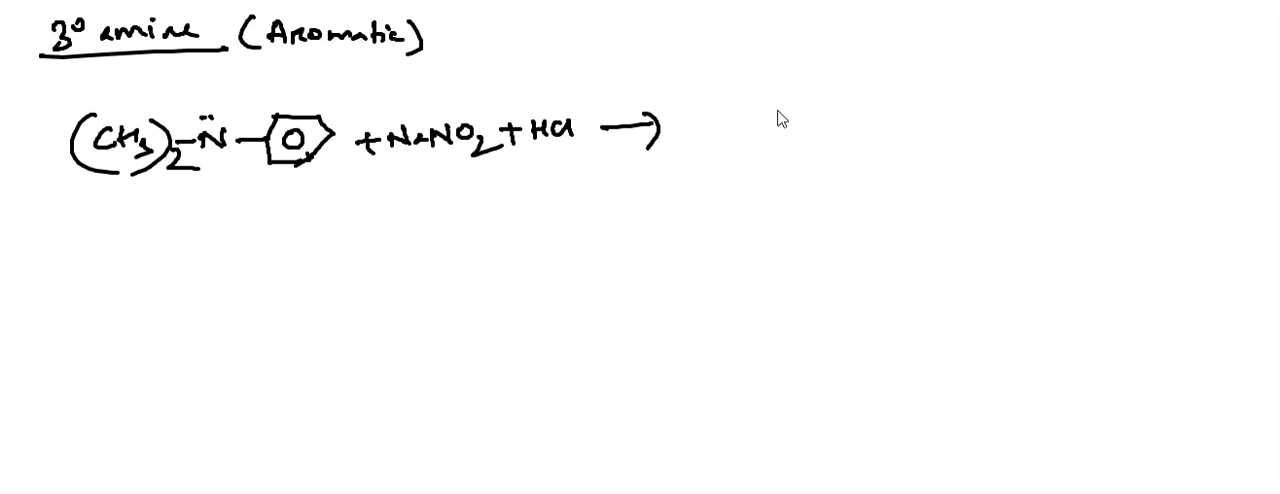 3° amine (Aromatic)
(CH3)2-N̈-⌬ + NaNO2 + HCl →